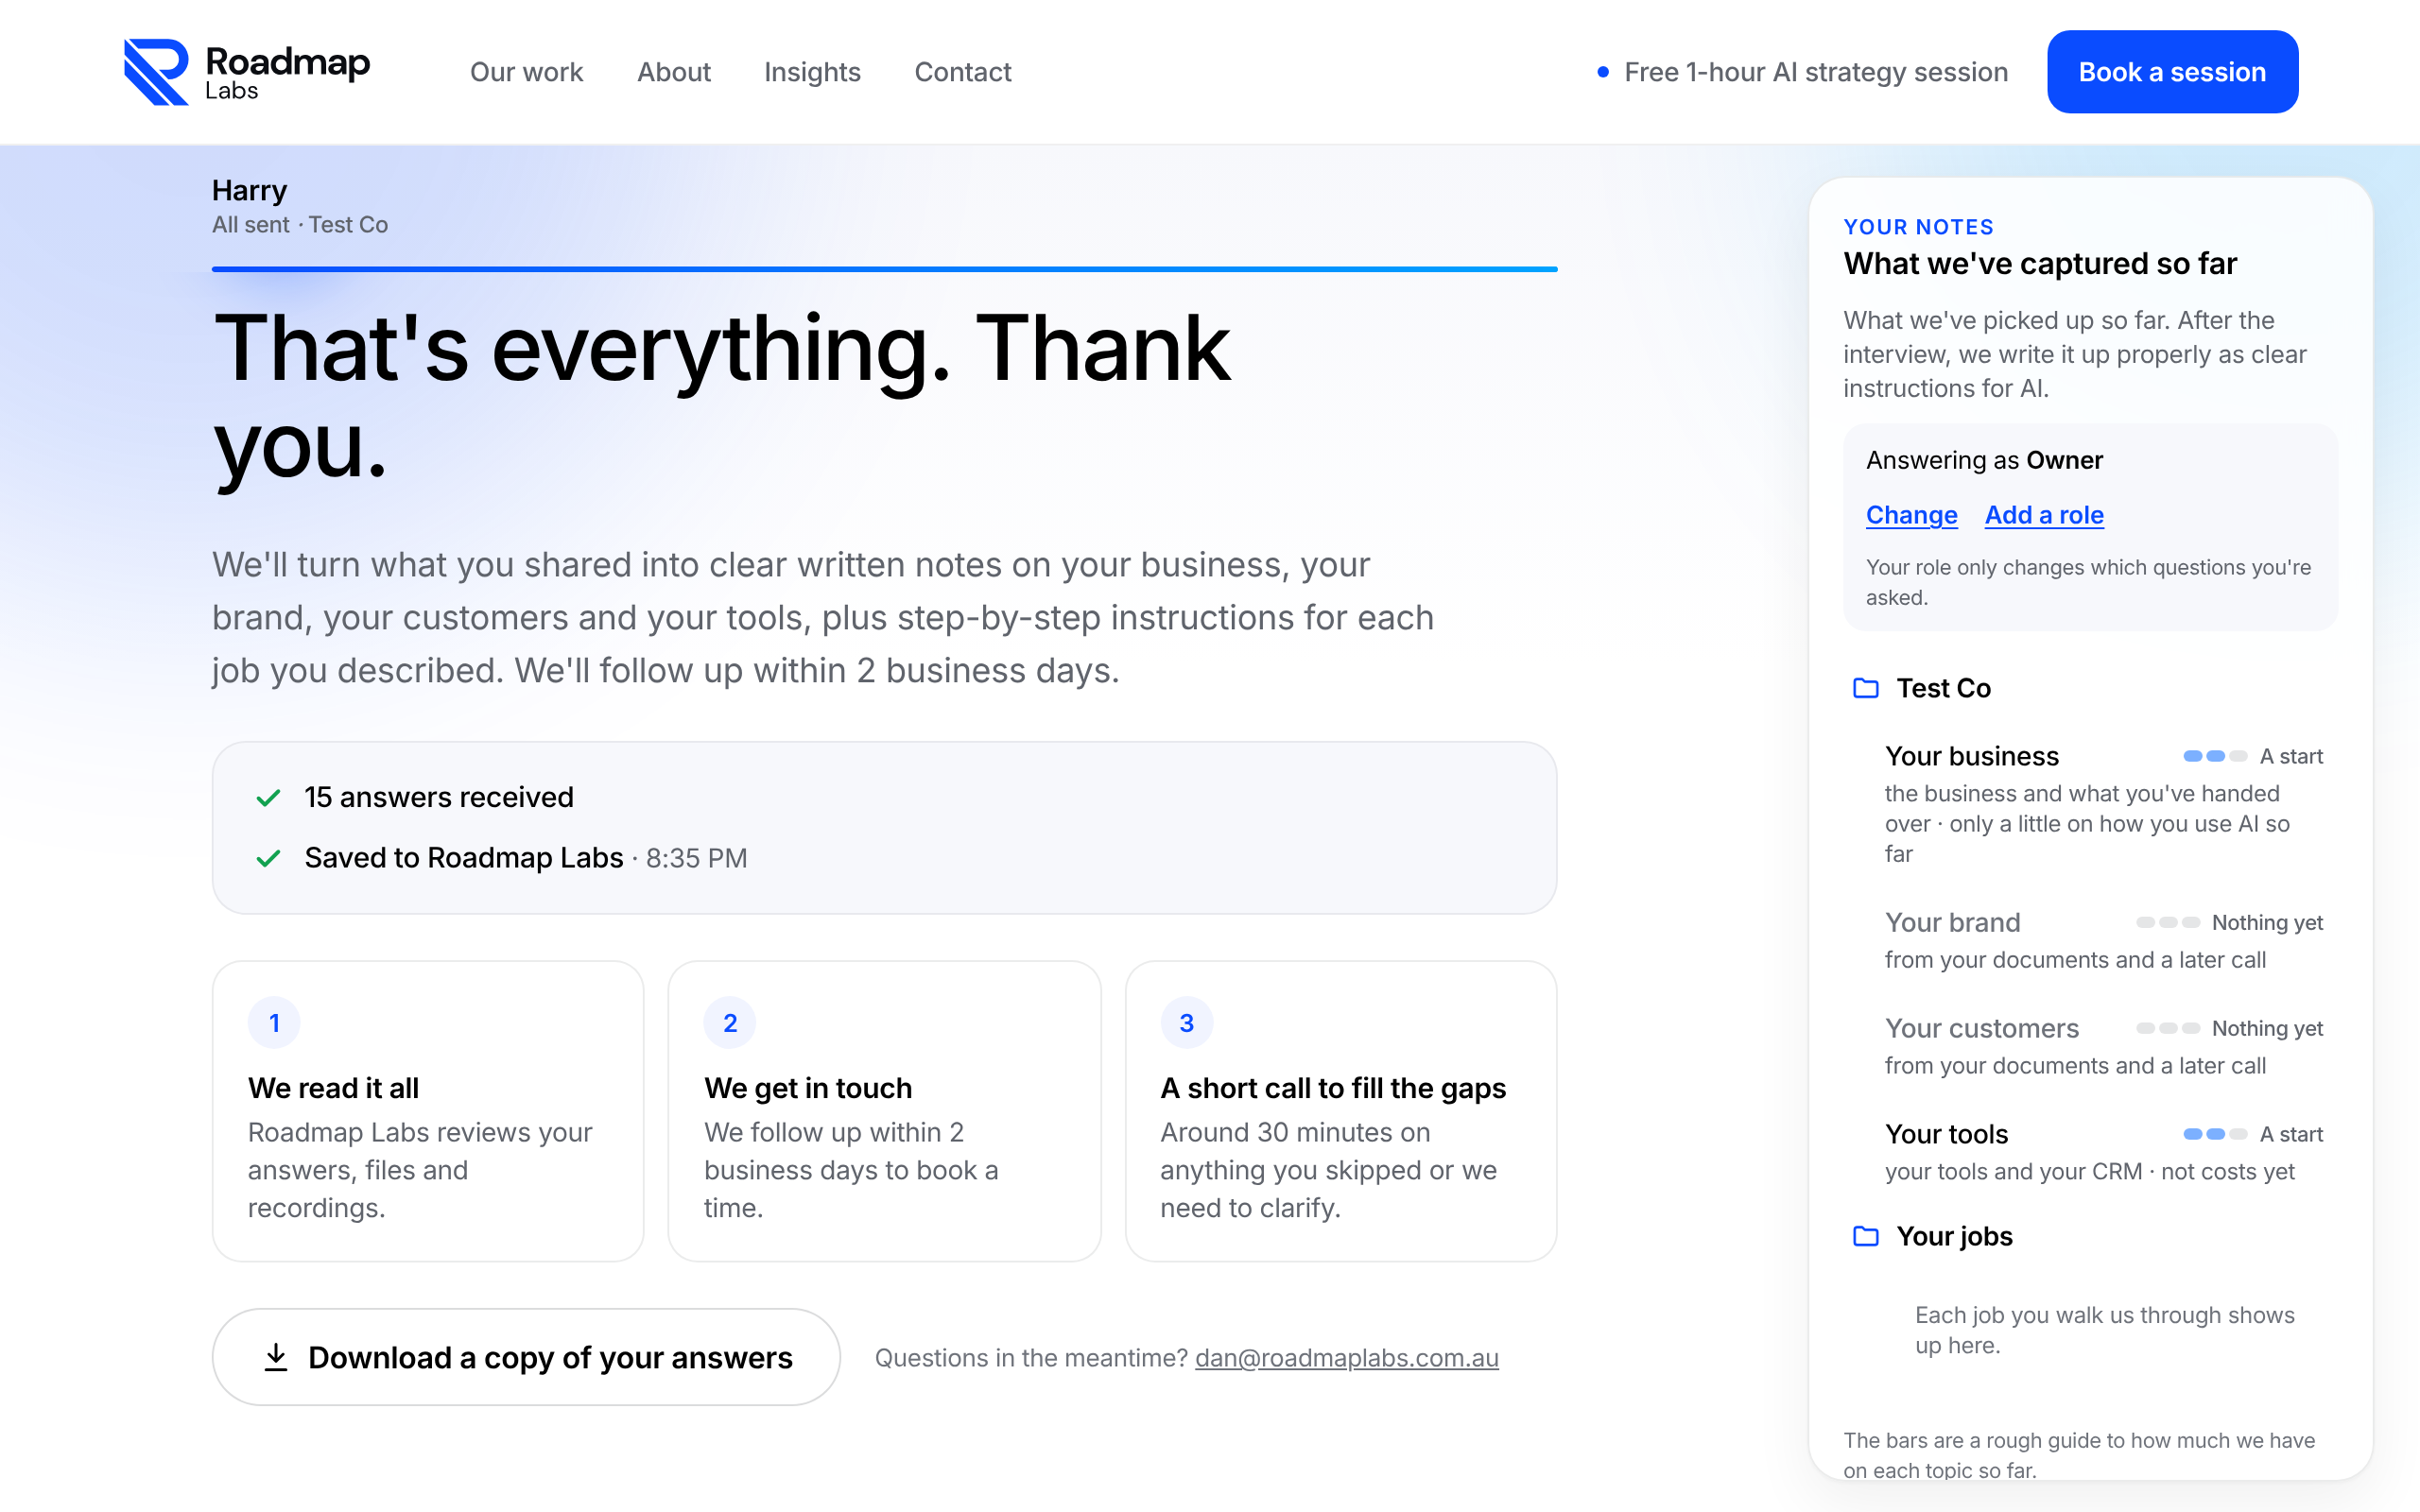 Roadmap
Labs
Our work
About
Insights
Contact
Free 1-hour AI strategy session
Book a session
Harry
All sent · Test Co
That's everything. Thank
you.
We'll turn what you shared into clear written notes on your business, your
brand, your customers and your tools, plus step-by-step instructions for each
job you described. We'll follow up within 2 business days.
15 answers received
Saved to Roadmap Labs · 8:35 PM
1
We read it all
Roadmap Labs reviews your
answers, files and
recordings.
2
We get in touch
We follow up within 2
business days to book a
time.
3
A short call to fill the gaps
Around 30 minutes on
anything you skipped or we
need to clarify.
Download a copy of your answers
Questions in the meantime? dan@roadmaplabs.com.au
YOUR NOTES
What we've captured so far
What we've picked up so far. After the
interview, we write it up properly as clear
instructions for AI.
Answering as Owner
Change
Add a role
Your role only changes which questions you're
asked.
Test Co
Your business
A start
the business and what you've handed
over · only a little on how you use AI so
far
Your brand
Nothing yet
from your documents and a later call
Your customers
Nothing yet
from your documents and a later call
Your tools
A start
your tools and your CRM · not costs yet
Your jobs
Each job you walk us through shows
up here.
The bars are a rough guide to how much we have
on each topic so far.